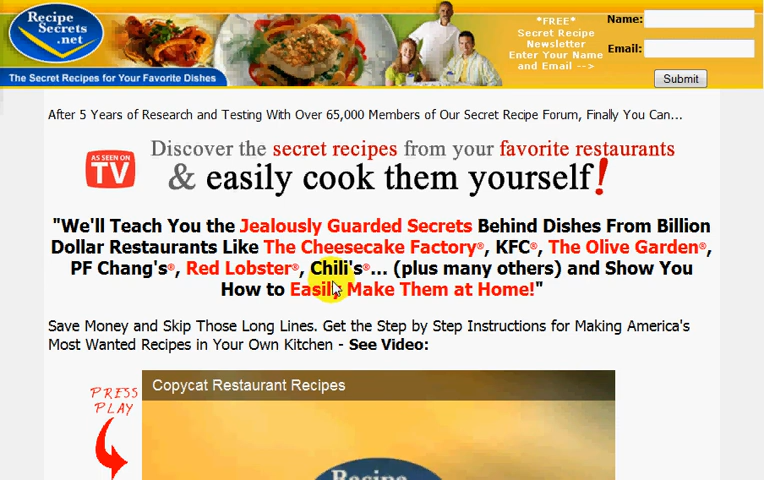 Recipe
Secrets
.net
The Secret Recipes for Your Favorite Dishes
*FREE*
Secret Recipe
Newsletter
Enter Your Name
and Email -->
Name:
Email:
Submit
After 5 Years of Research and Testing With Over 65,000 Members of Our Secret Recipe Forum, Finally You Can...
AS SEEN ON
TV
Discover the secret recipes from your favorite restaurants
& easily cook them yourself!
"We'll Teach You the Jealously Guarded Secrets Behind Dishes From Billion
Dollar Restaurants Like The Cheesecake Factory®, KFC®, The Olive Garden®,
PF Chang's®, Red Lobster®, Chili's®... (plus many others) and Show You
How to Easily Make Them at Home!"
Save Money and Skip Those Long Lines. Get the Step by Step Instructions for Making America's
Most Wanted Recipes in Your Own Kitchen - See Video:
PRESS
PLAY
Copycat Restaurant Recipes
Recipe